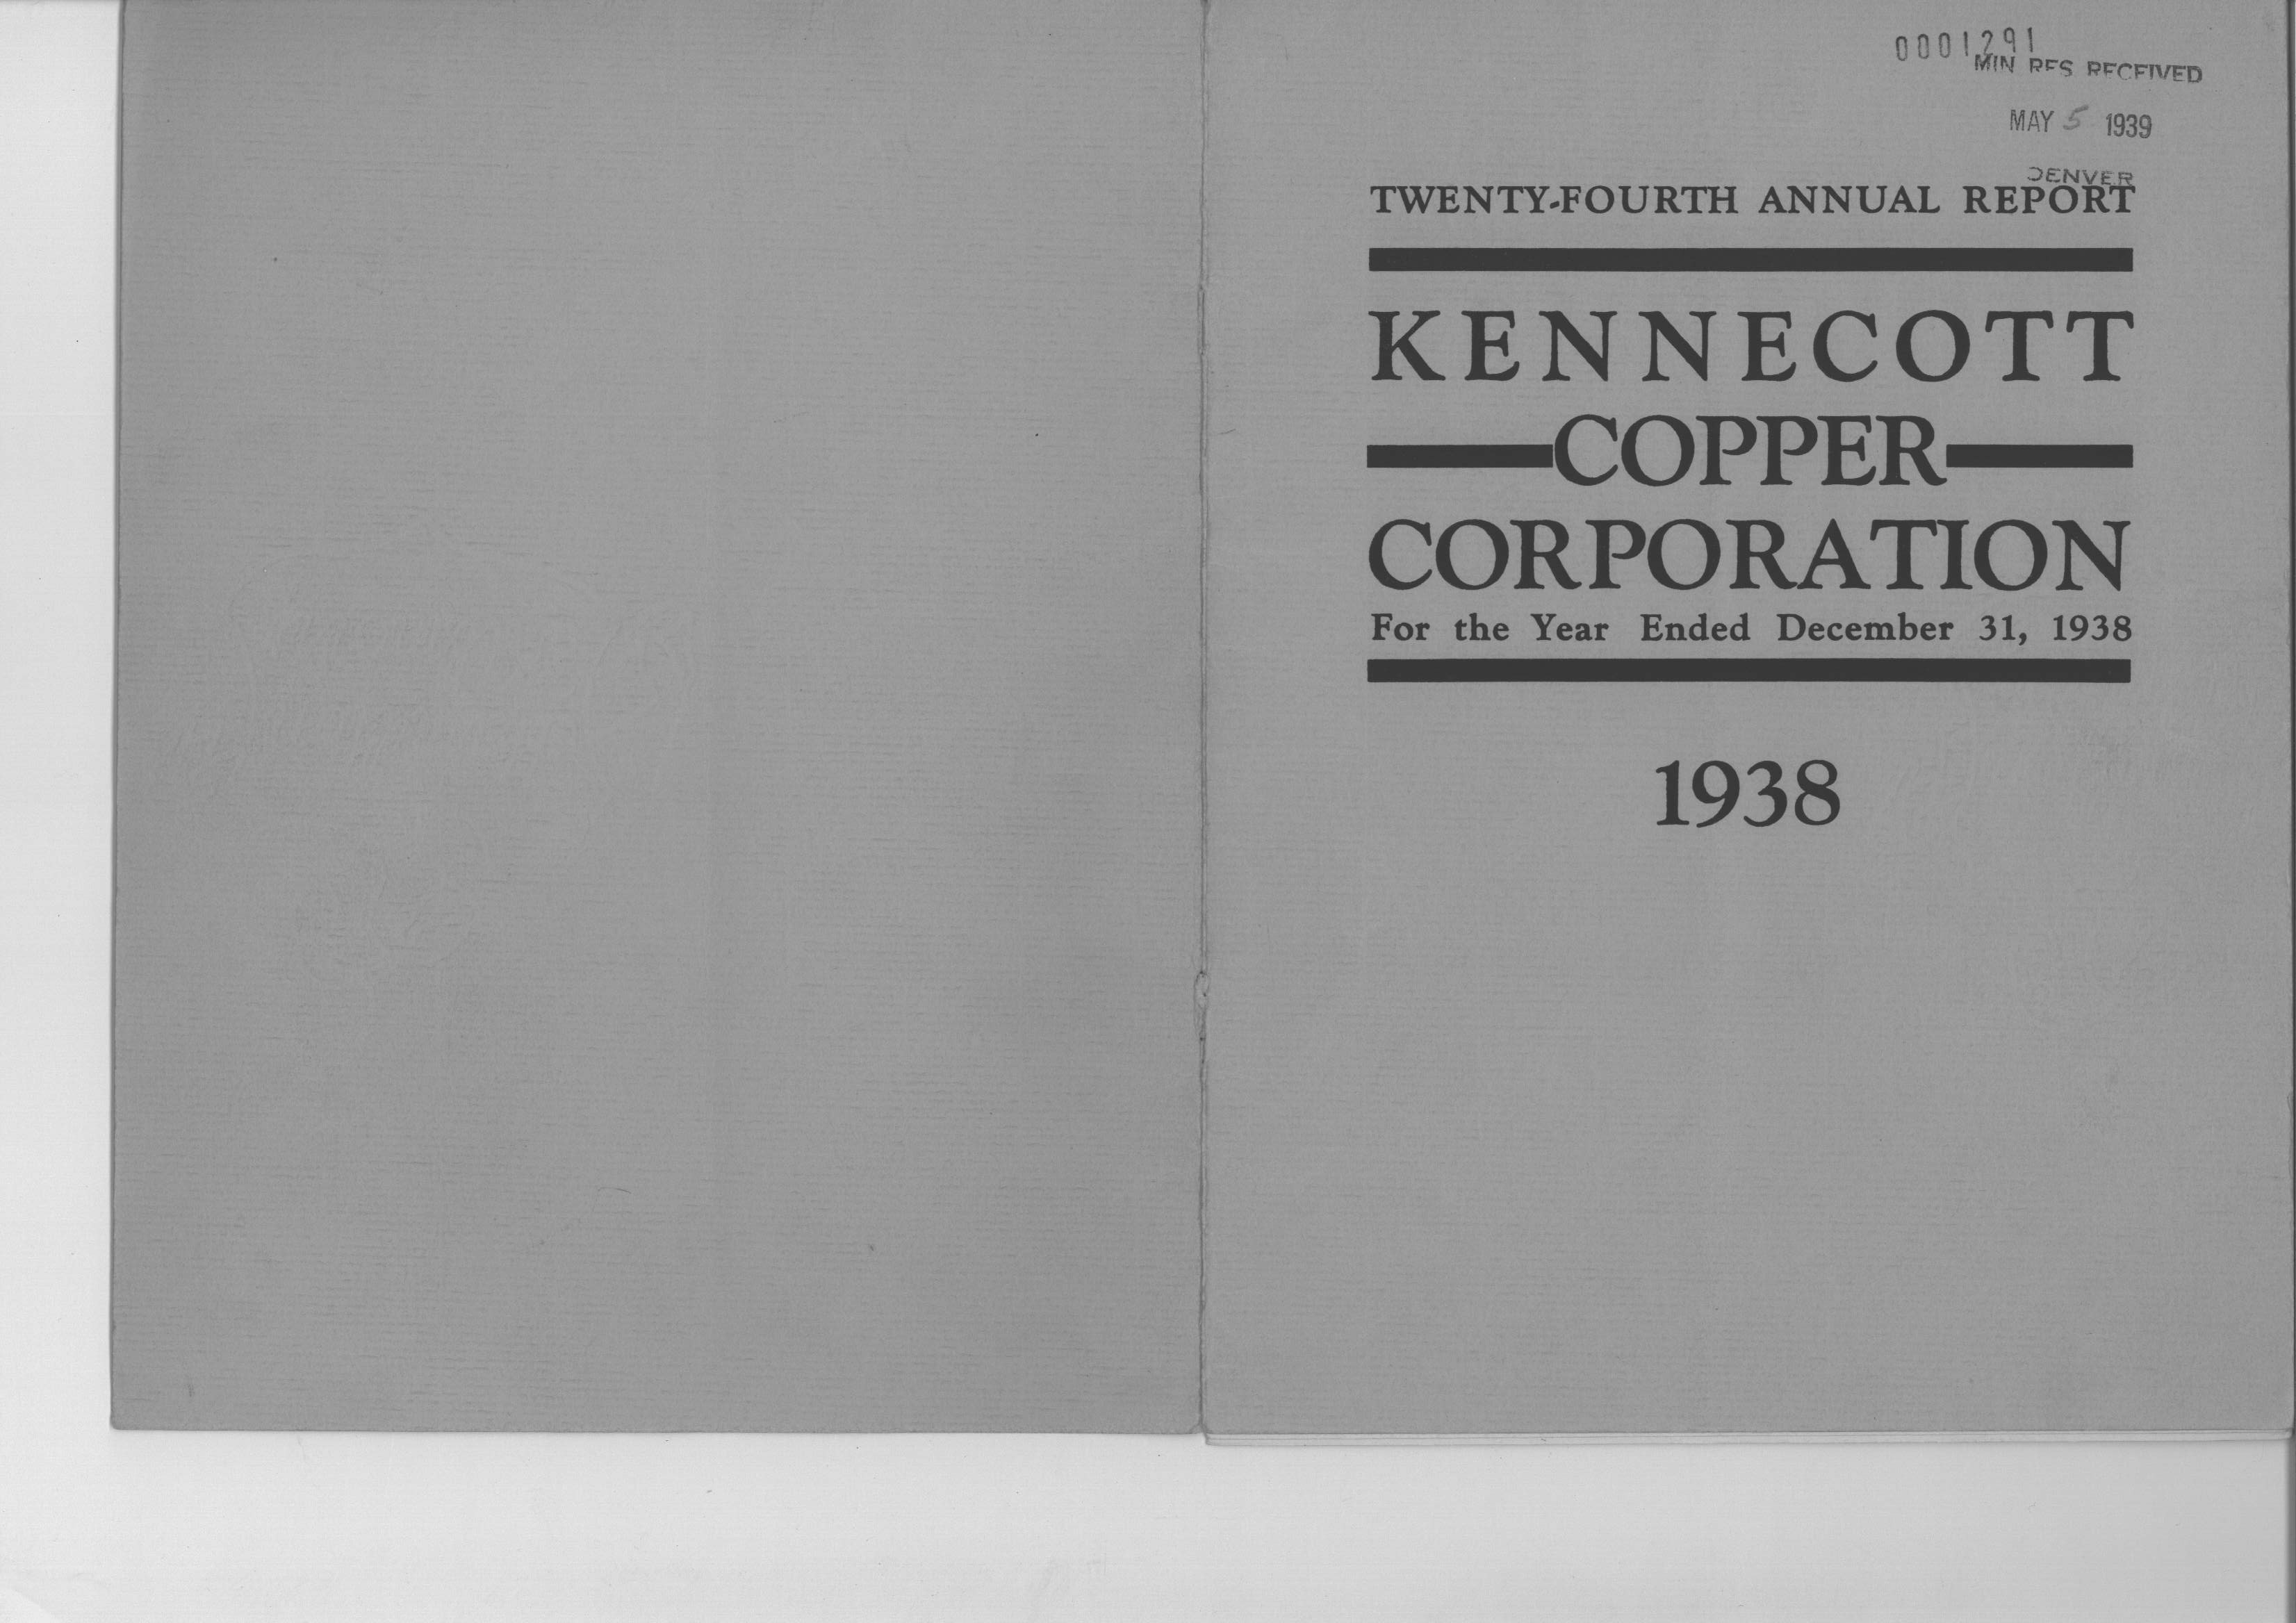 0001291
MIN RES RECEIVED
MAY 5 1939
DENVER
TWENTY-FOURTH ANNUAL REPORT
KENNECOTT
COPPER
CORPORATION
For the Year Ended December 31, 1938
1938